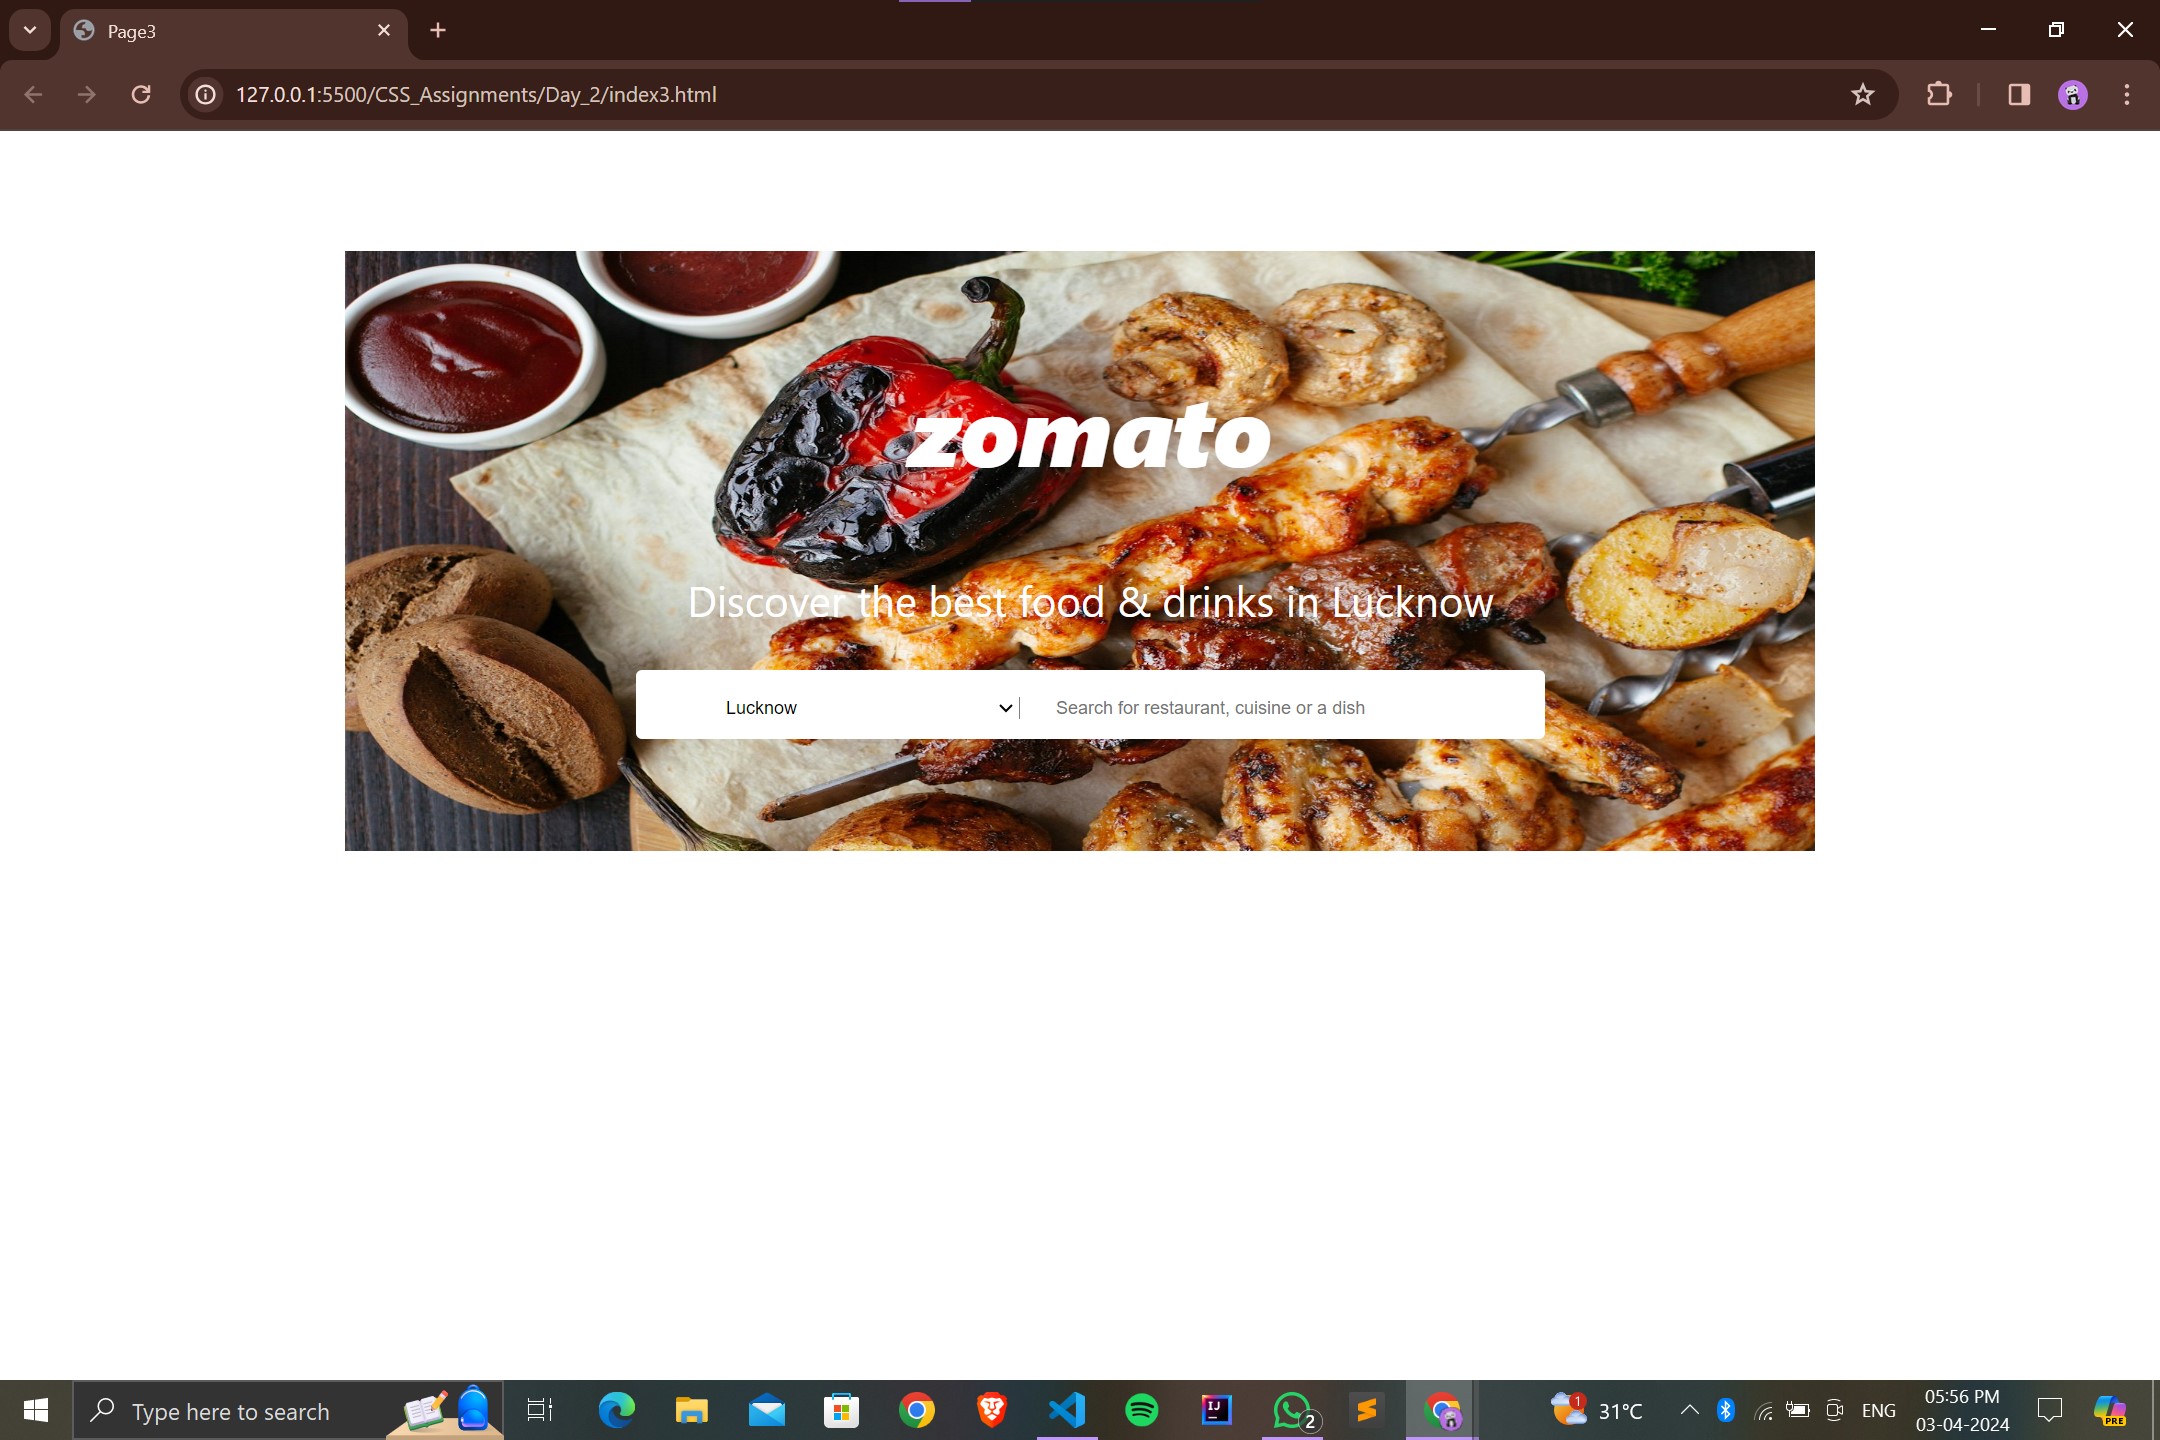 Page3
127.0.0.1:5500/CSS_Assignments/Day_2/index3.html
zomato
Discover the best food & drinks in Lucknow
Lucknow
Search for restaurant, cuisine or a dish
Type here to search
IJ
2
1
31°C
ENG
05:56 PM
03-04-2024
PRE